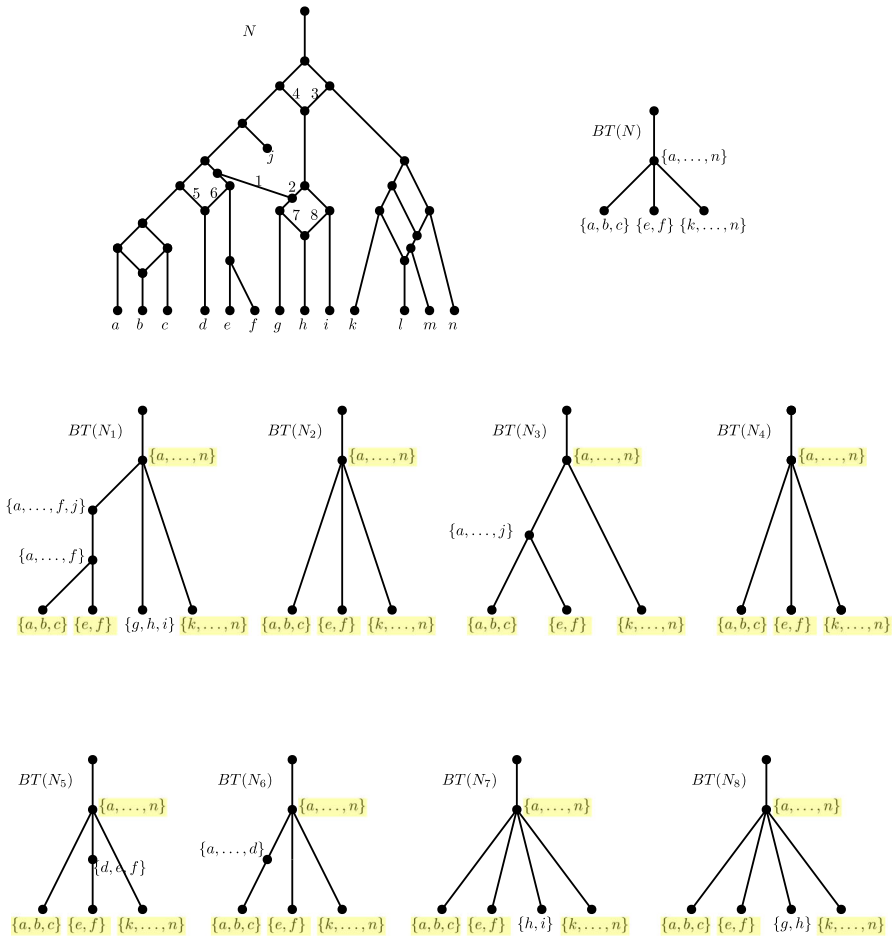 N
4 3
BT(N)
{a, . . . , n}
j
1
2
5 6
7 8
{a, b, c} {e, f} {k, . . . , n}
a b c d e f g h i k l m n
BT(N₁) BT(N₂) BT(N₃) BT(N₄)
{a, . . . , n} {a, . . . , n} {a, . . . , n} {a, . . . , n}
{a, . . . , f, j}
{a, . . . , j}
{a, . . . , f}
{a, b, c} {e, f} {g, h, i} {k, . . . , n} {a, b, c} {e, f} {k, . . . , n} {a, b, c} {e, f} {k, . . . , n} {a, b, c} {e, f} {k, . . . , n}
BT(N₅) BT(N₆) BT(N₇) BT(N₈)
{a, . . . , n} {a, . . . , n} {a, . . . , n} {a, . . . , n}
{a, . . . , d}
{d, e, f}
{a, b, c} {e, f} {k, . . . , n} {a, b, c} {e, f} {k, . . . , n} {a, b, c} {e, f} {h, i} {k, . . . , n} {a, b, c} {e, f} {g, h} {k, . . . , n}